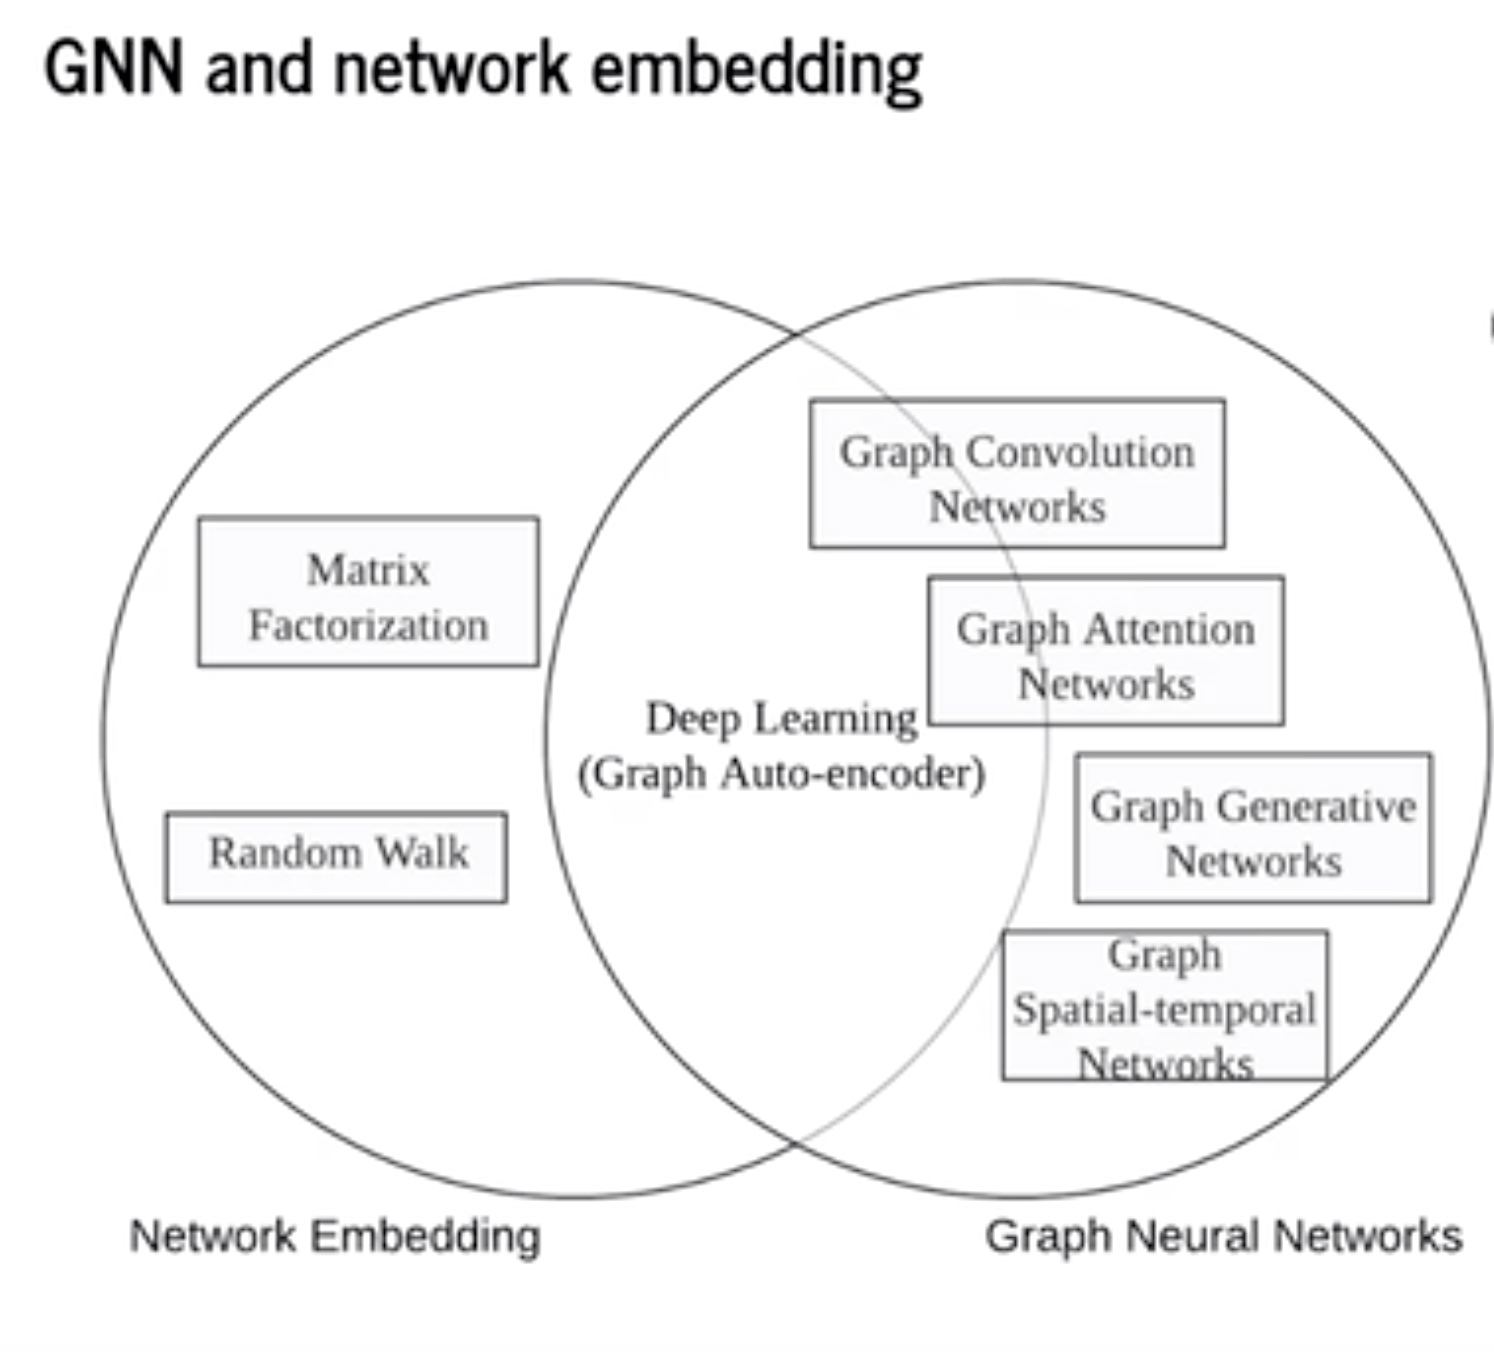 GNN and network embedding
Graph Convolution
Networks
Matrix
Factorization
Graph Attention
Networks
Deep Learning
(Graph Auto-encoder)
Graph Generative
Networks
Random Walk
Graph
Spatial-temporal
Networks
Network Embedding
Graph Neural Networks